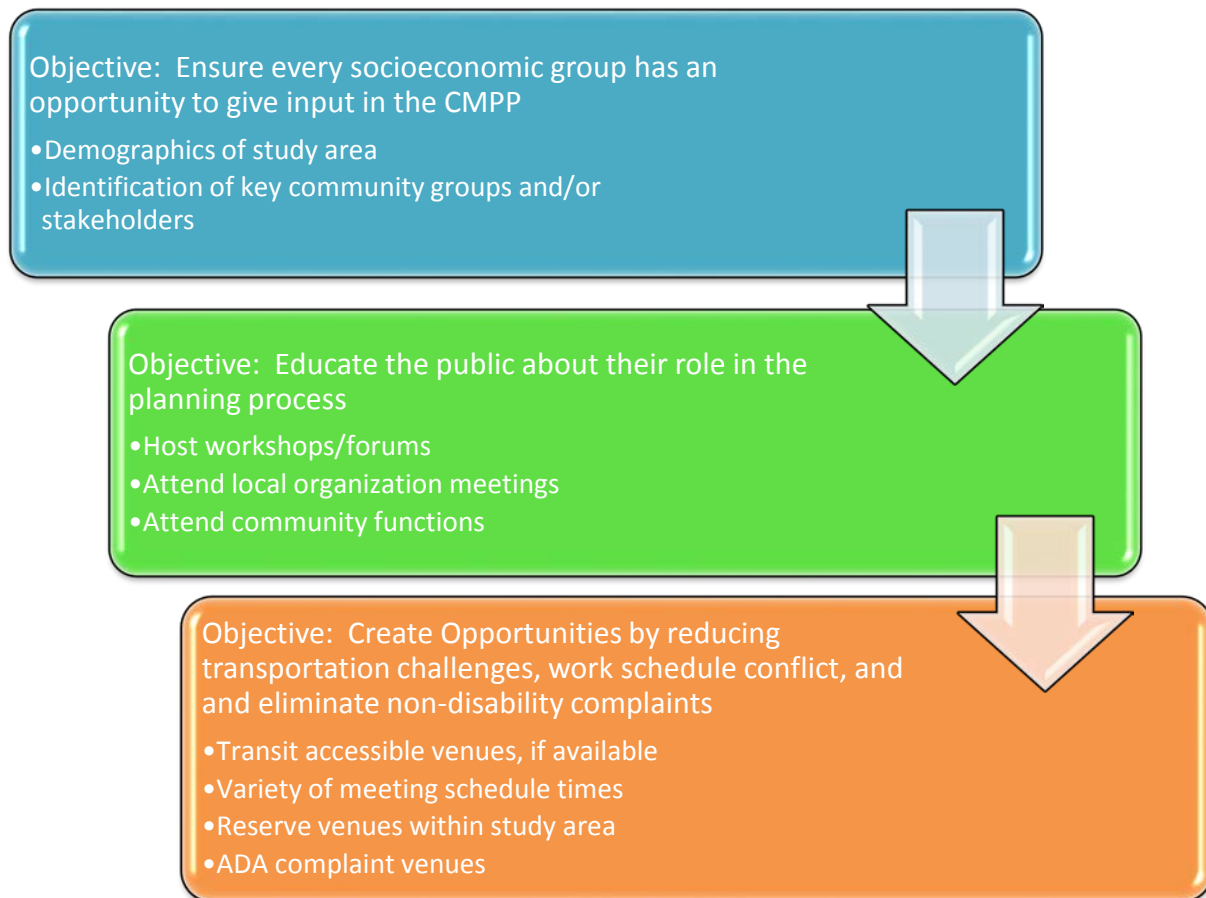 Objective:  Ensure every socioeconomic group has an
opportunity to give input in the CMPP
•Demographics of study area
•Identification of key community groups and/or
stakeholders
Objective:  Educate the public about their role in the
planning process
•Host workshops/forums
•Attend local organization meetings
•Attend community functions
Objective:  Create Opportunities by reducing
transportation challenges, work schedule conflict, and
and eliminate non-disability complaints
•Transit accessible venues, if available
•Variety of meeting schedule times
•Reserve venues within study area
•ADA complaint venues